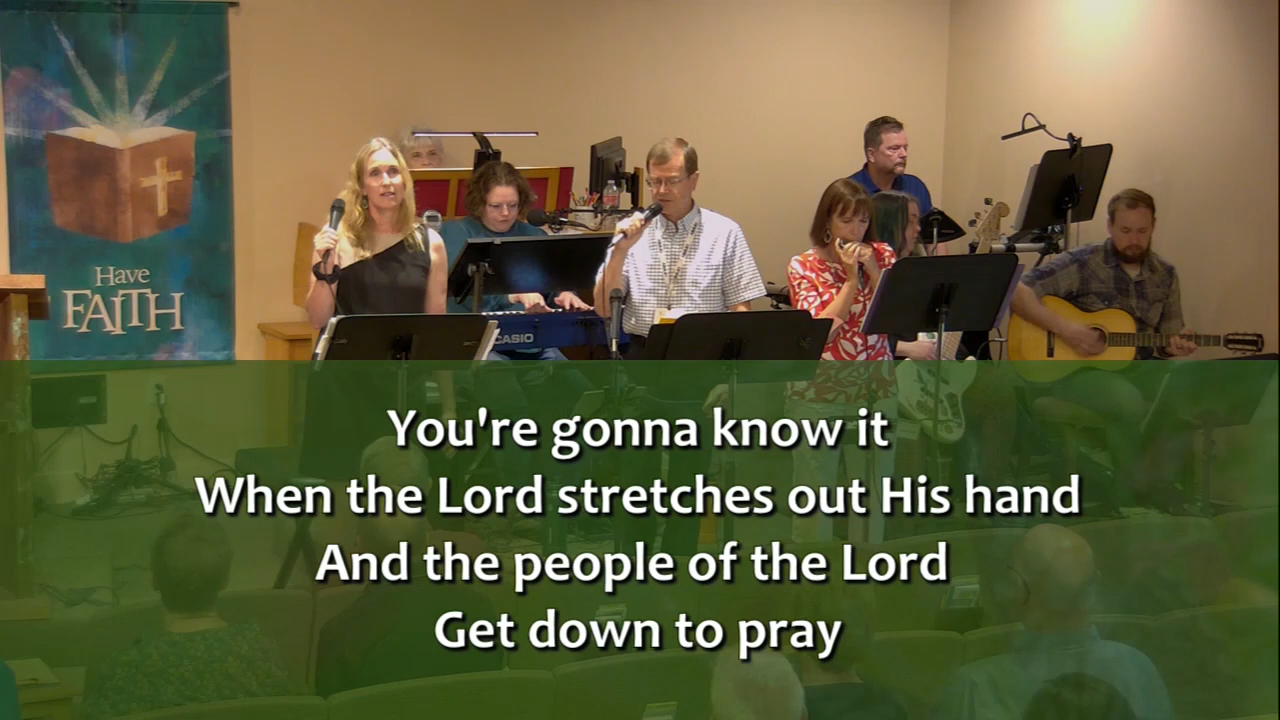 Have
FAITH
CASIO
You're gonna know it
When the Lord stretches out His hand
And the people of the Lord
Get down to pray